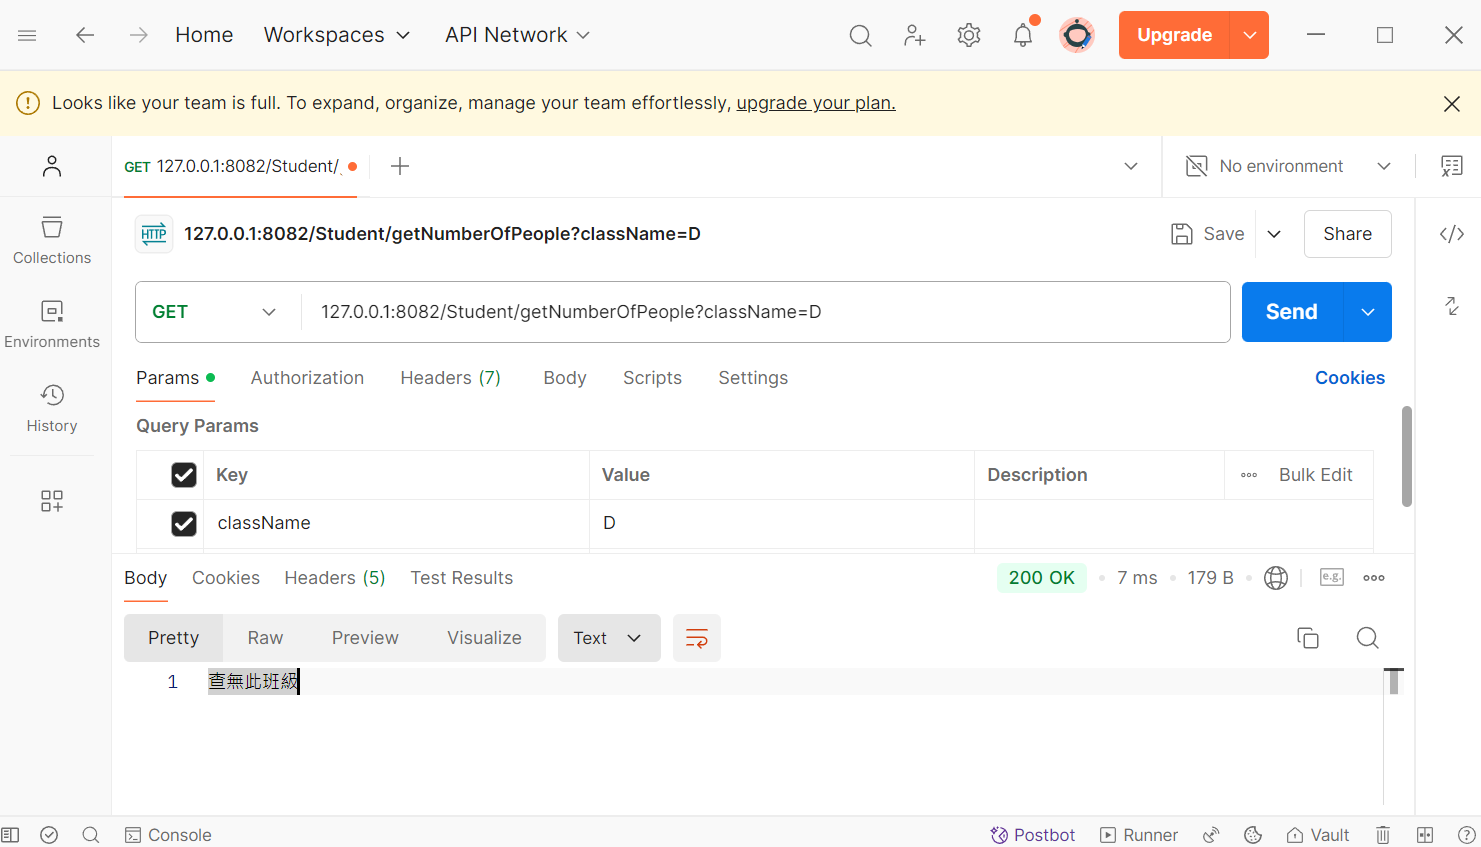 Home Workspaces API Network Upgrade
Looks like your team is full. To expand, organize, manage your team effortlessly, upgrade your plan.
GET 127.0.0.1:8082/Student/ No environment
HTTP 127.0.0.1:8082/Student/getNumberOfPeople?className=D Save Share
Collections
GET 127.0.0.1:8082/Student/getNumberOfPeople?className=D Send
Environments
Params Authorization Headers (7) Body Scripts Settings Cookies
History
Query Params
Key Value Description Bulk Edit
className D
Body Cookies Headers (5) Test Results 200 OK 7 ms 179 B e.g.
Pretty Raw Preview Visualize Text
1 查無此班級
Console Postbot Runner Vault